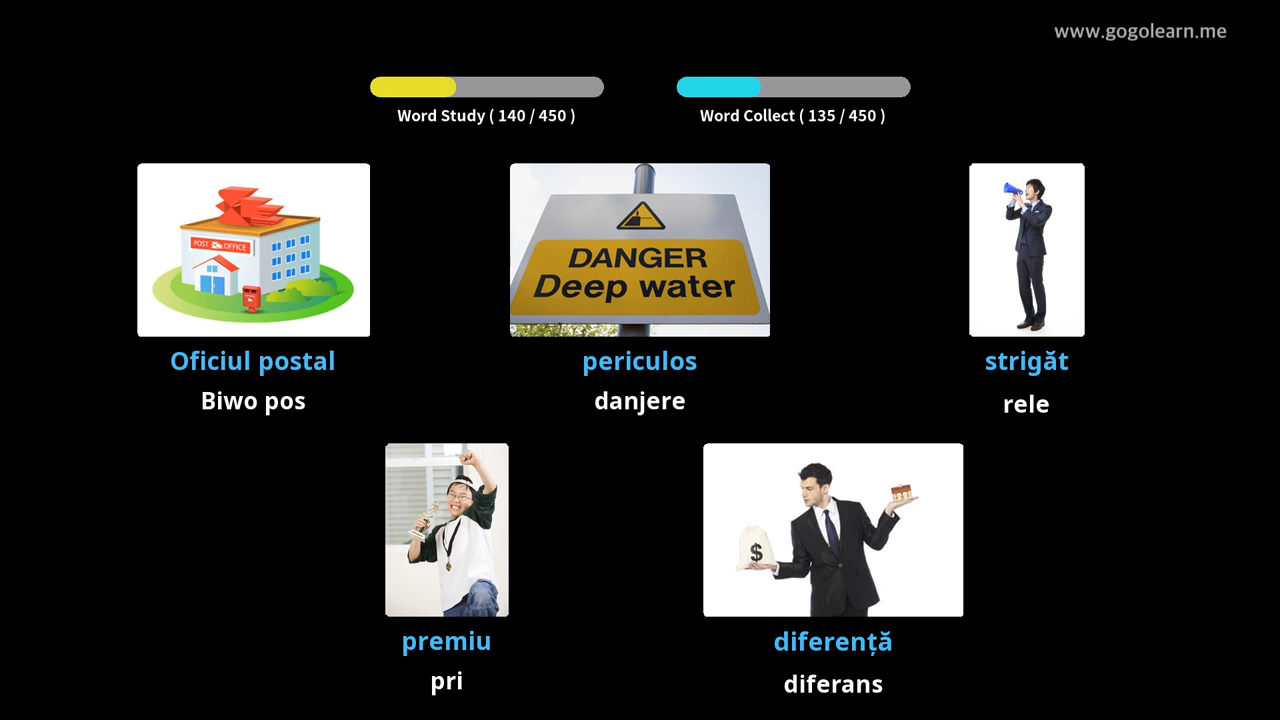 www.gogolearn.me
Word Study ( 140 / 450 )
Word Collect ( 135 / 450 )
POST OFFICE
DANGER
Deep water
Oficiul postal
periculos
strigăt
Biwo pos
danjere
rele
$
premiu
diferență
pri
diferans